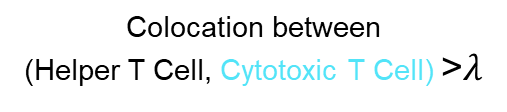 Colocation between
(Helper T Cell, Cytotoxic T Cell) >λ